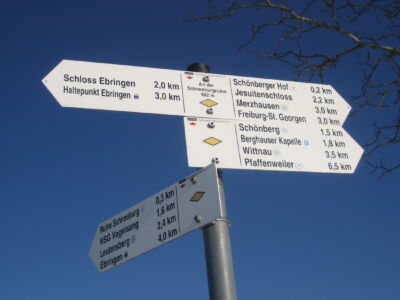 Schloss Ebringen 2,0 km
Haltepunkt Ebringen 3,0 km
An der
Schneeburgruine
Schönberger Hof 0,2 km
Jesuitenschloss 2,2 km
Merzhausen 3,0 km
Freiburg-St. Georgen 3,0 km
Schönberg 1,5 km
Berghauser Kapelle 1,8 km
Wittnau 3,5 km
Pfaffenweiler 6,5 km
Ruine Schneeburg 0,3 km
NSG Vogelsang 1,6 km
Leutersberg 2,4 km
Ebringen 4,0 km